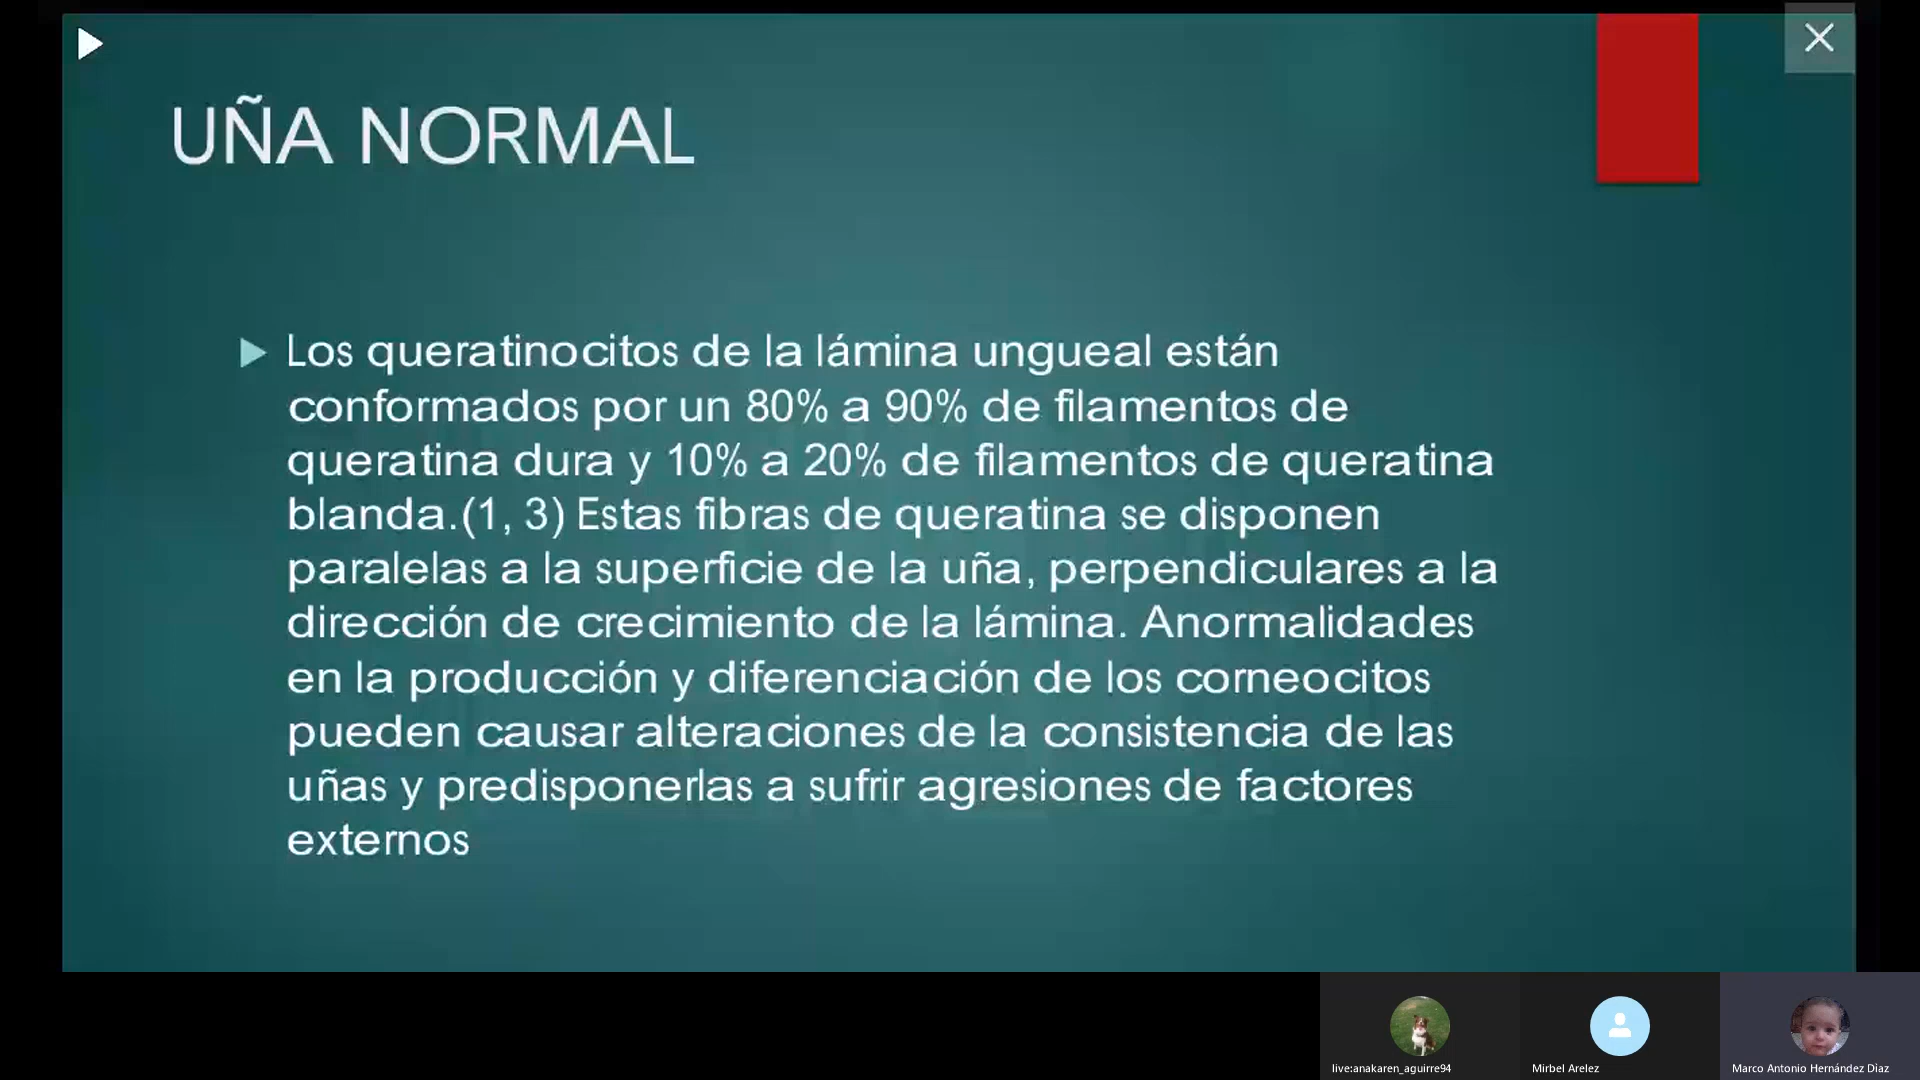 UÑA NORMAL
Los queratinocitos de la lámina ungueal están
conformados por un 80% a 90% de filamentos de
queratina dura y 10% a 20% de filamentos de queratina
blanda.(1, 3) Estas fibras de queratina se disponen
paralelas a la superficie de la uña, perpendiculares a la
dirección de crecimiento de la lámina. Anormalidades
en la producción y diferenciación de los corneocitos
pueden causar alteraciones de la consistencia de las
uñas y predisponerlas a sufrir agresiones de factores
externos
live:anakaren_aguirre94
Mirbel Arelez
Marco Antonio Hernández Dìaz